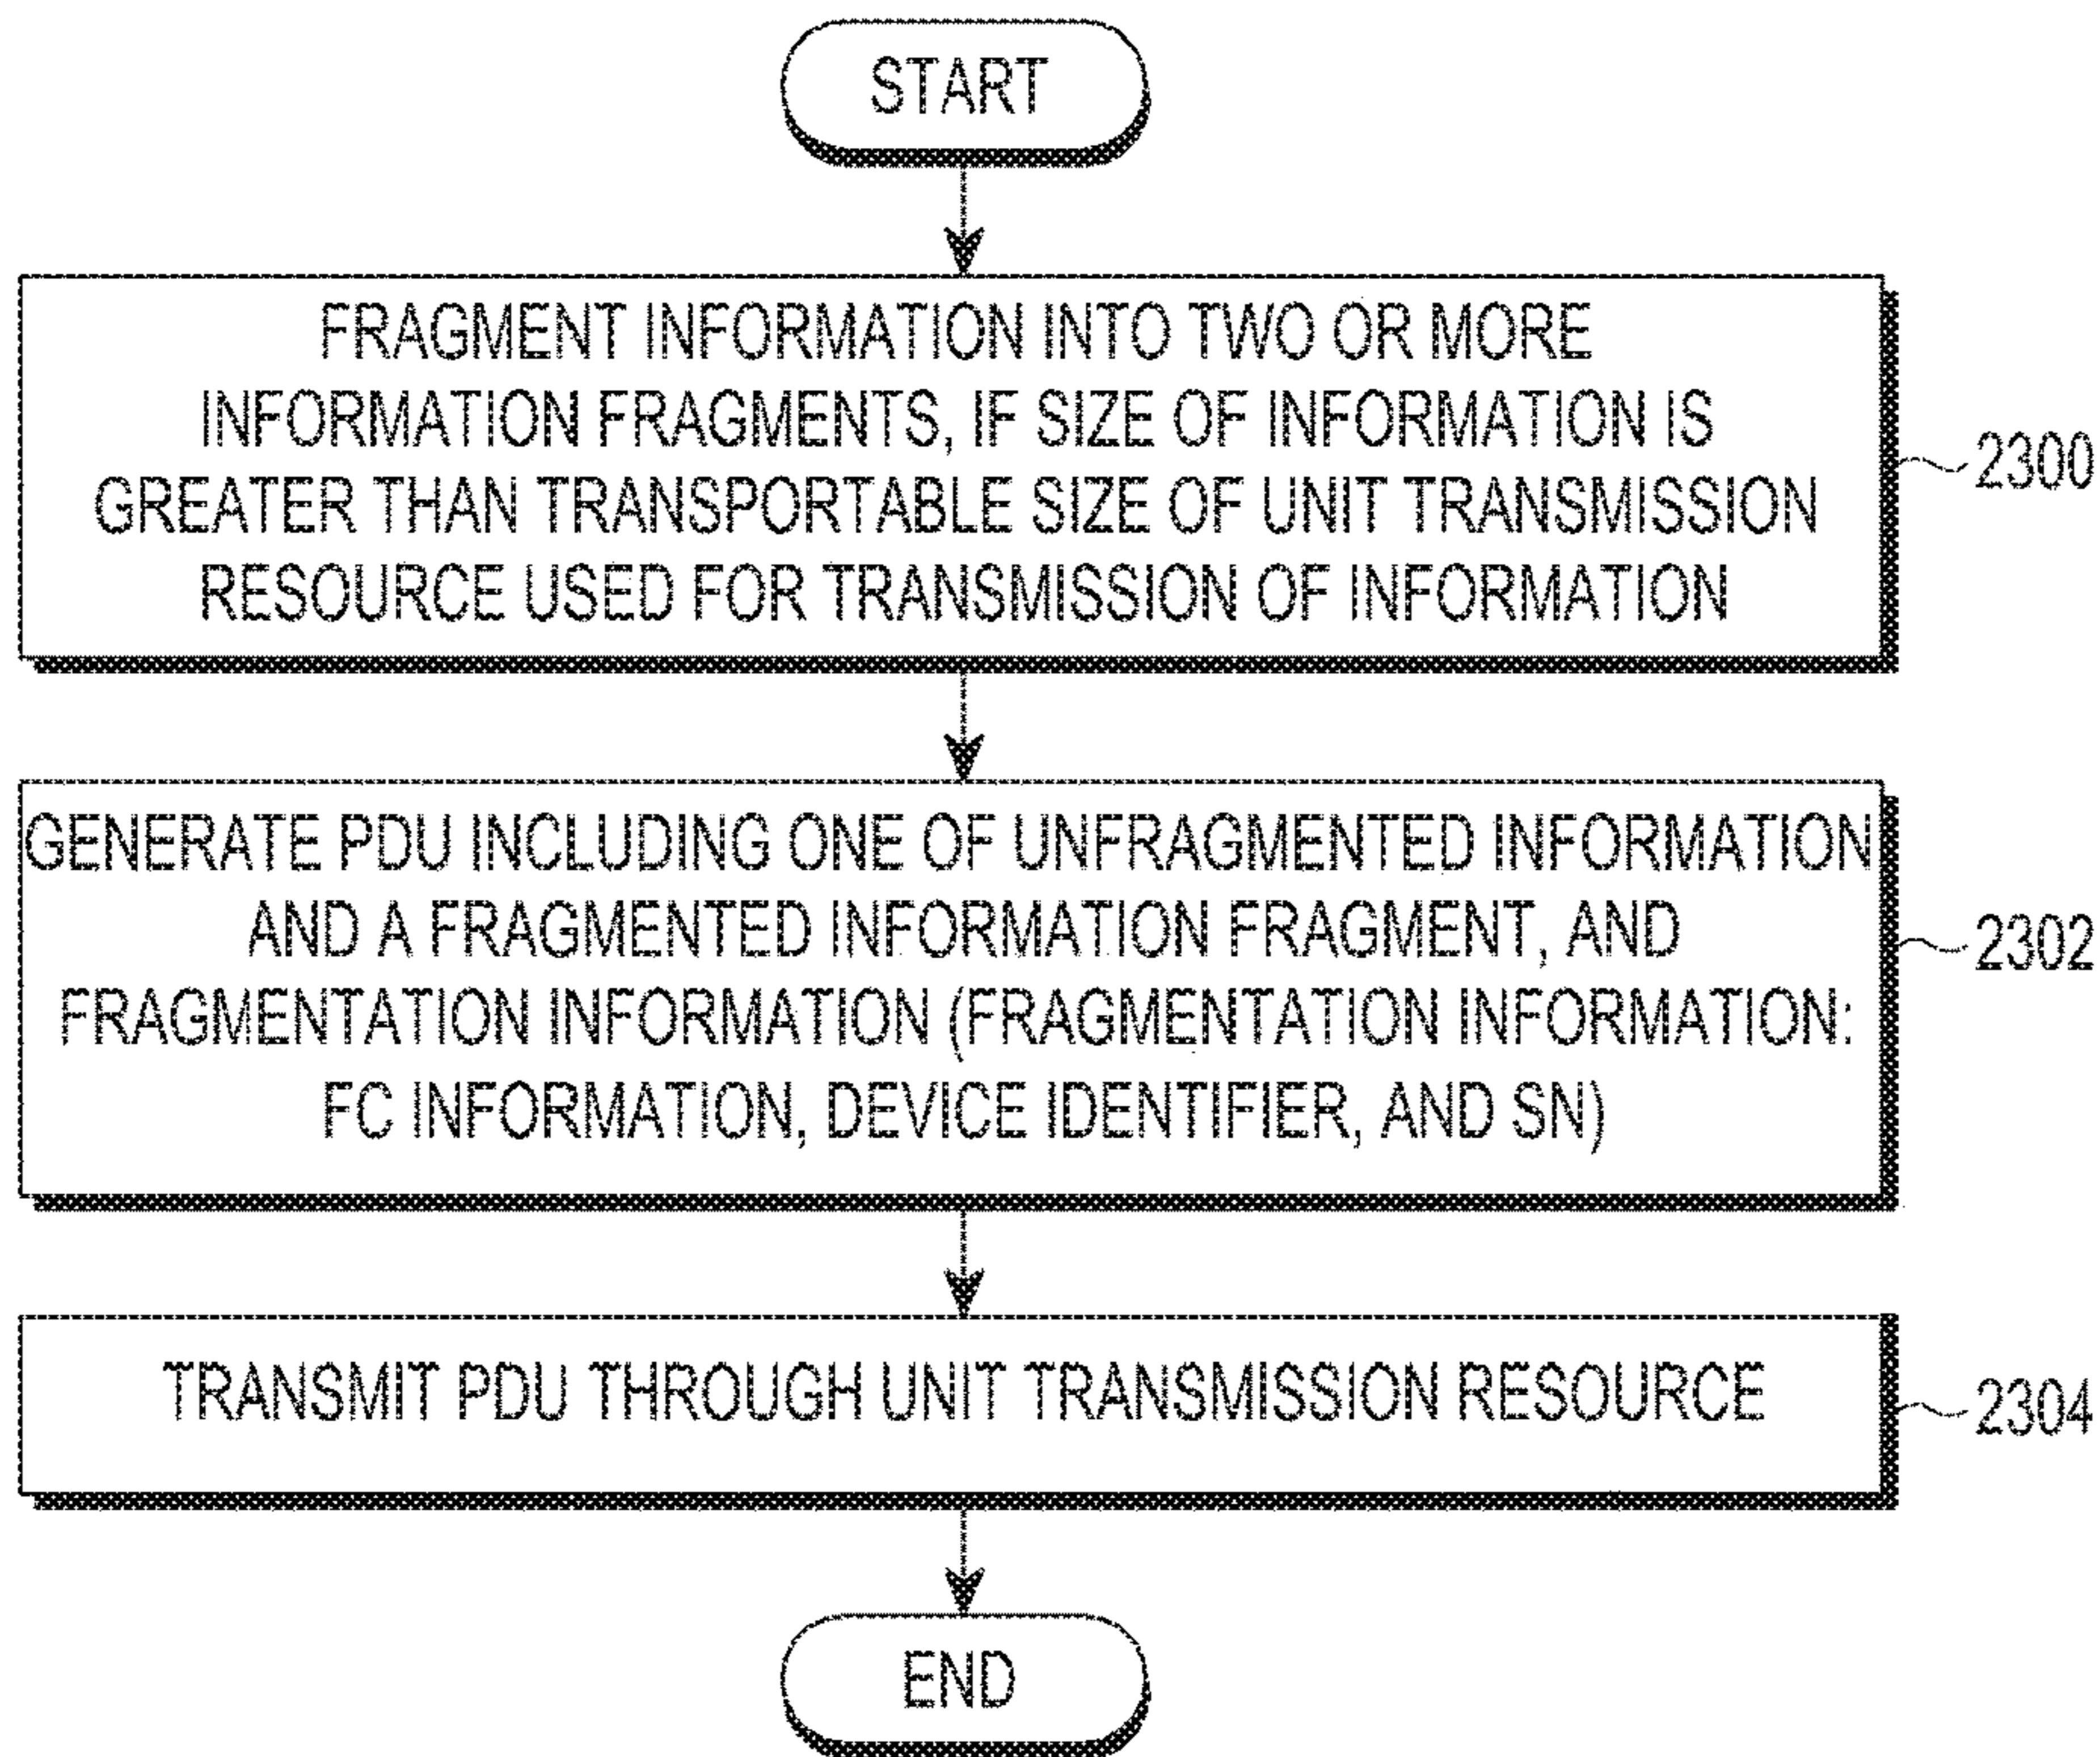 START
FRAGMENT INFORMATION INTO TWO OR MORE
INFORMATION FRAGMENTS, IF SIZE OF INFORMATION IS
GREATER THAN TRANSPORTABLE SIZE OF UNIT TRANSMISSION
RESOURCE USED FOR TRANSMISSION OF INFORMATION
2300
GENERATE PDU INCLUDING ONE OF UNFRAGMENTED INFORMATION
AND A FRAGMENTED INFORMATION FRAGMENT, AND
FRAGMENTATION INFORMATION (FRAGMENTATION INFORMATION:
FC INFORMATION, DEVICE IDENTIFIER, AND SN)
2302
TRANSMIT PDU THROUGH UNIT TRANSMISSION RESOURCE
2304
END